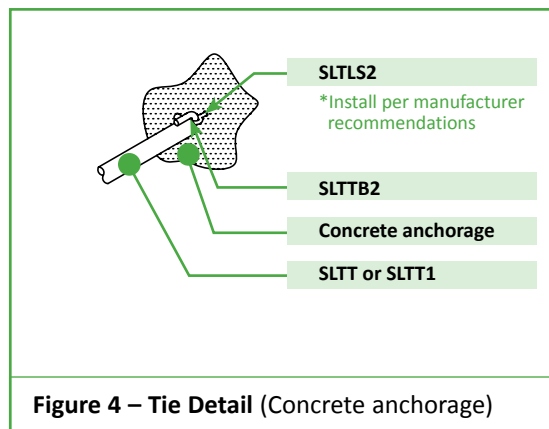 SLTLS2
*Install per manufacturer
recommendations
SLTTB2
Concrete anchorage
SLTT or SLTT1
Figure 4 – Tie Detail (Concrete anchorage)